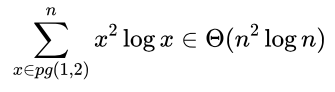 \sum_{x \in pg(1,2)}^{n} x^2 \log x \in \Theta(n^2 \log n)